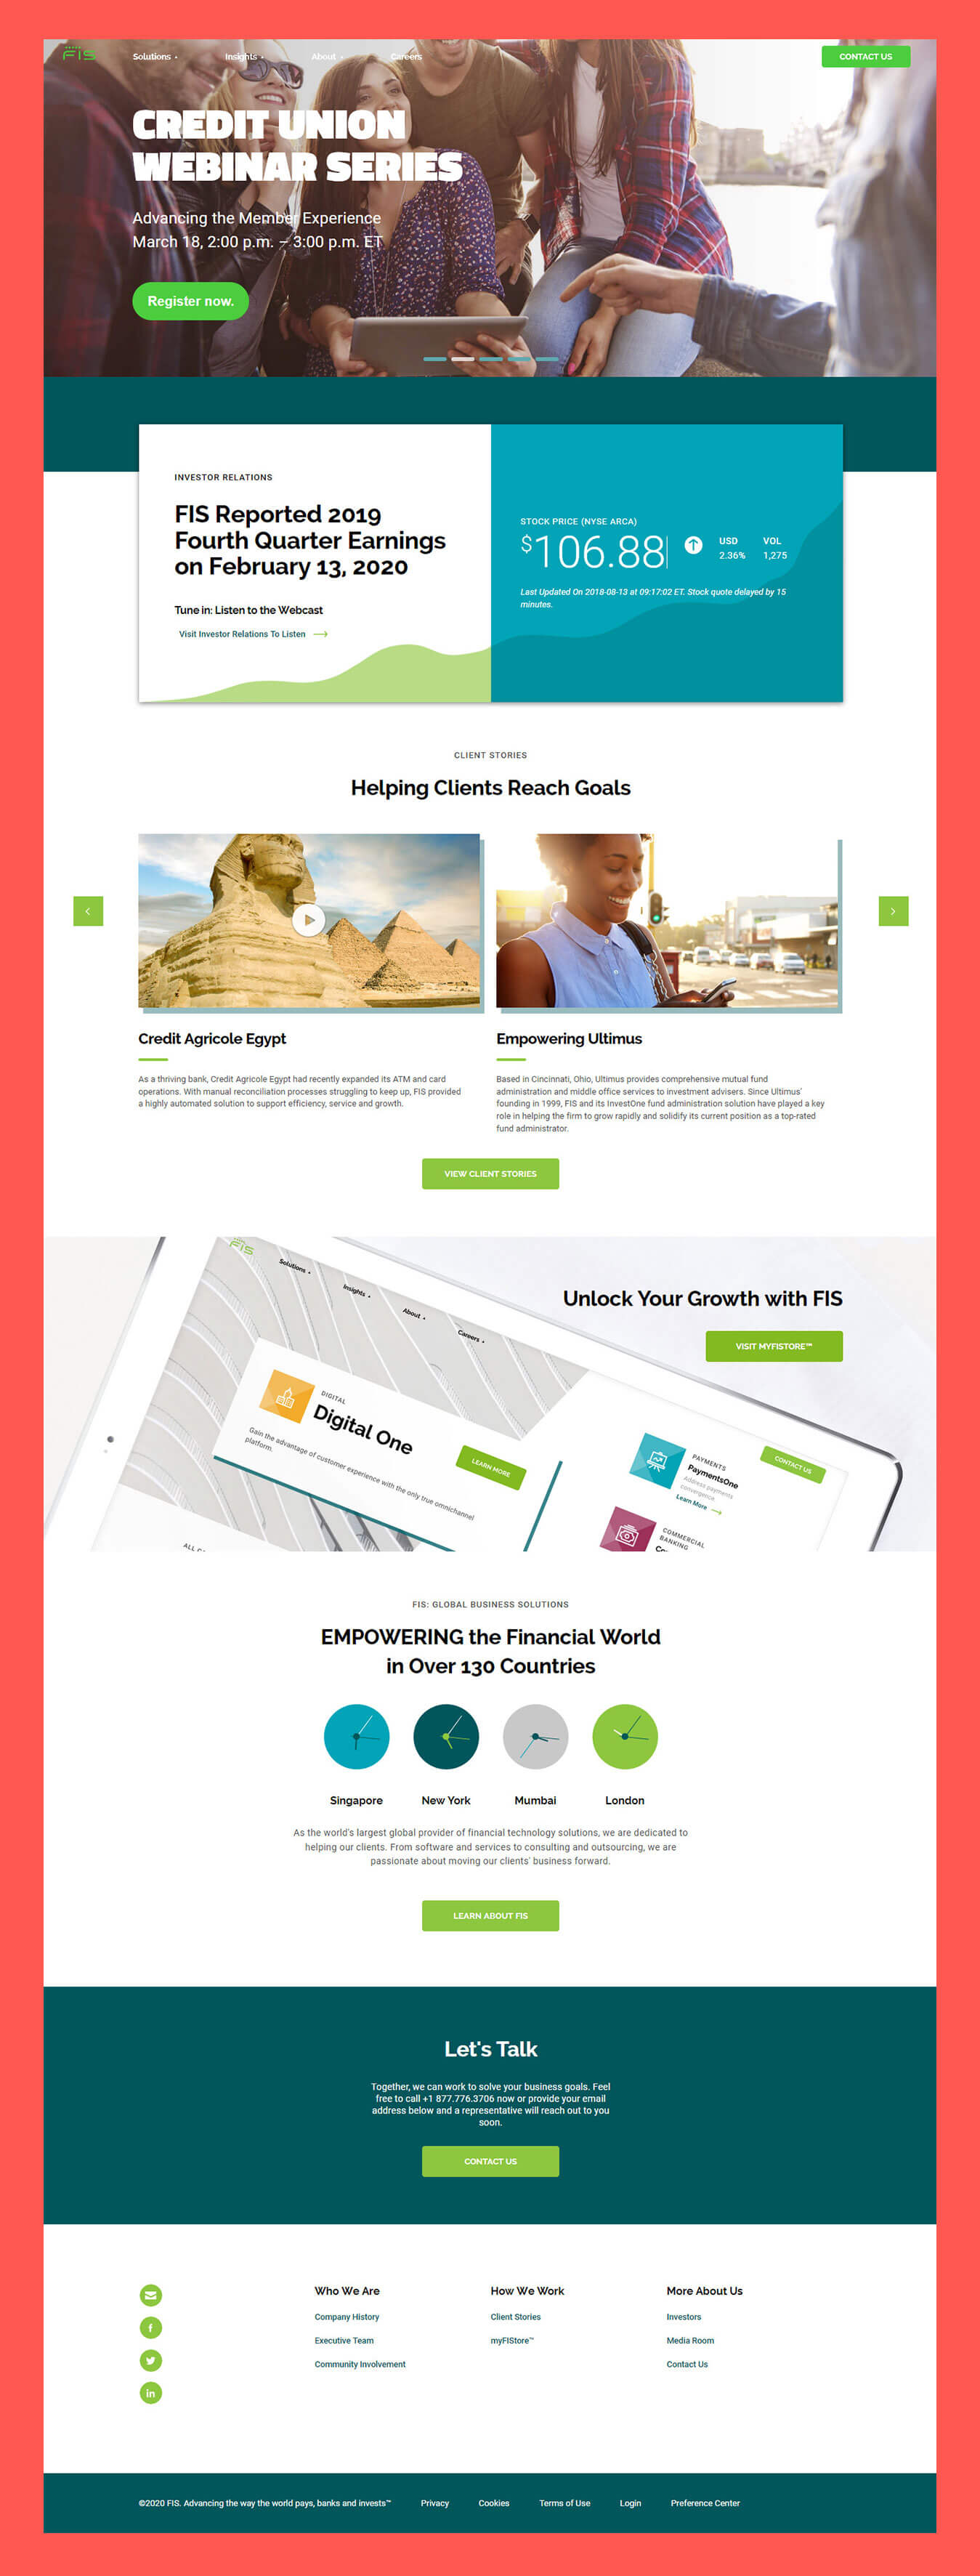 FIS
Solutions
Insights
About
Careers
CONTACT US
CREDIT UNION
WEBINAR SERIES
Advancing the Member Experience
March 18, 2:00 p.m. – 3:00 p.m. ET
Register now.
INVESTOR RELATIONS
FIS Reported 2019
Fourth Quarter Earnings
on February 13, 2020
Tune in: Listen to the Webcast
Visit Investor Relations To Listen
STOCK PRICE (NYSE ARCA)
$106.88
USD
2.36%
VOL
1,275
Last Updated On 2018-08-13 at 09:17:02 ET. Stock quote delayed by 15
minutes.
CLIENT STORIES
Helping Clients Reach Goals
Credit Agricole Egypt
As a thriving bank, Credit Agricole Egypt had recently expanded its ATM and card
operations. With manual reconciliation processes struggling to keep up, FIS provided
a highly automated solution to support efficiency, service and growth.
Empowering Ultimus
Based in Cincinnati, Ohio, Ultimus provides comprehensive mutual fund
administration and middle office services to investment advisers. Since Ultimus'
founding in 1999, FIS and its InvestOne fund administration solution have played a key
role in helping the firm to grow rapidly and solidify its current position as a top-rated
fund administrator.
VIEW CLIENT STORIES
FIS
Solutions
Insights
About
Careers
DIGITAL
Digital One
Gain the advantage of customer experience with the only true omnichannel
platform.
LEARN MORE
Unlock Your Growth with FIS
VISIT MYFISTORE™
CONTACT US
PAYMENTS
PaymentsOne
Address payments
convergence
Learn More
COMMERCIAL
BANKING
FIS: GLOBAL BUSINESS SOLUTIONS
EMPOWERING the Financial World
in Over 130 Countries
Singapore
New York
Mumbai
London
As the world's largest global provider of financial technology solutions, we are dedicated to
helping our clients. From software and services to consulting and outsourcing, we are
passionate about moving our clients' business forward.
LEARN ABOUT FIS
Let's Talk
Together, we can work to solve your business goals. Feel
free to call +1 877.776.3706 now or provide your email
address below and a representative will reach out to you
soon.
CONTACT US
Who We Are
Company History
Executive Team
Community Involvement
How We Work
Client Stories
myFIStore™
More About Us
Investors
Media Room
Contact Us
©2020 FIS. Advancing the way the world pays, banks and invests™
Privacy
Cookies
Terms of Use
Login
Preference Center